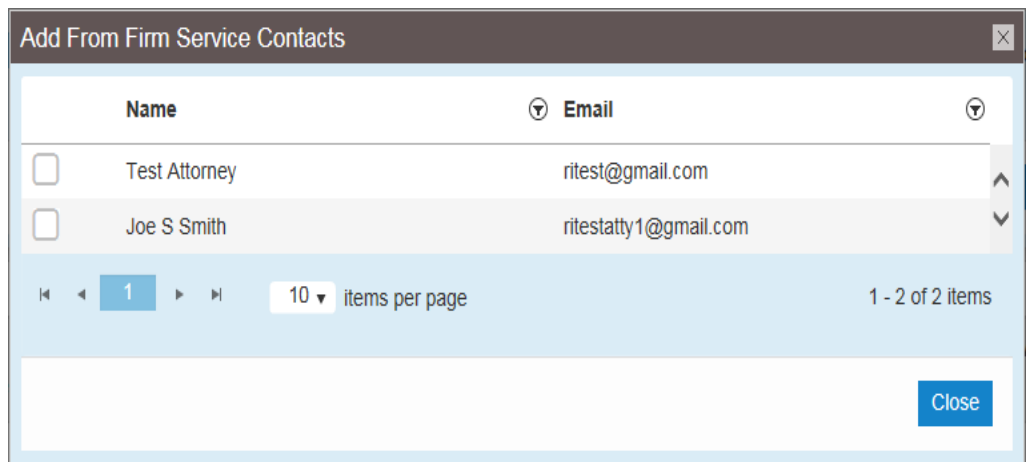 Add From Firm Service Contacts
Name Email
Test Attorney ritest@gmail.com
Joe S Smith ritestatty1@gmail.com
1 10 items per page 1 - 2 of 2 items
Close